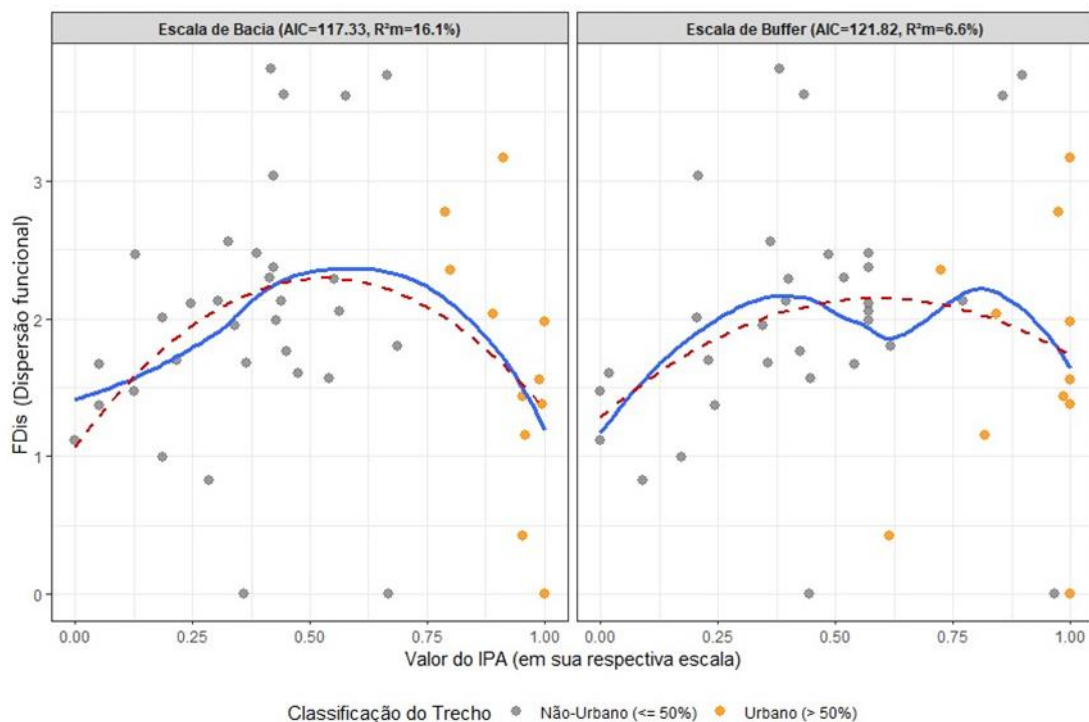 Escala de Bacia (AIC=117.33, R²m=16.1%)
Escala de Buffer (AIC=121.82, R²m=6.6%)
FDis (Dispersão funcional)
3
2
1
0
0.00 0.25 0.50 0.75 1.00
0.00 0.25 0.50 0.75 1.00
Valor do IPA (em sua respectiva escala)
Classificação do Trecho Não-Urbano (<= 50%) Urbano (> 50%)